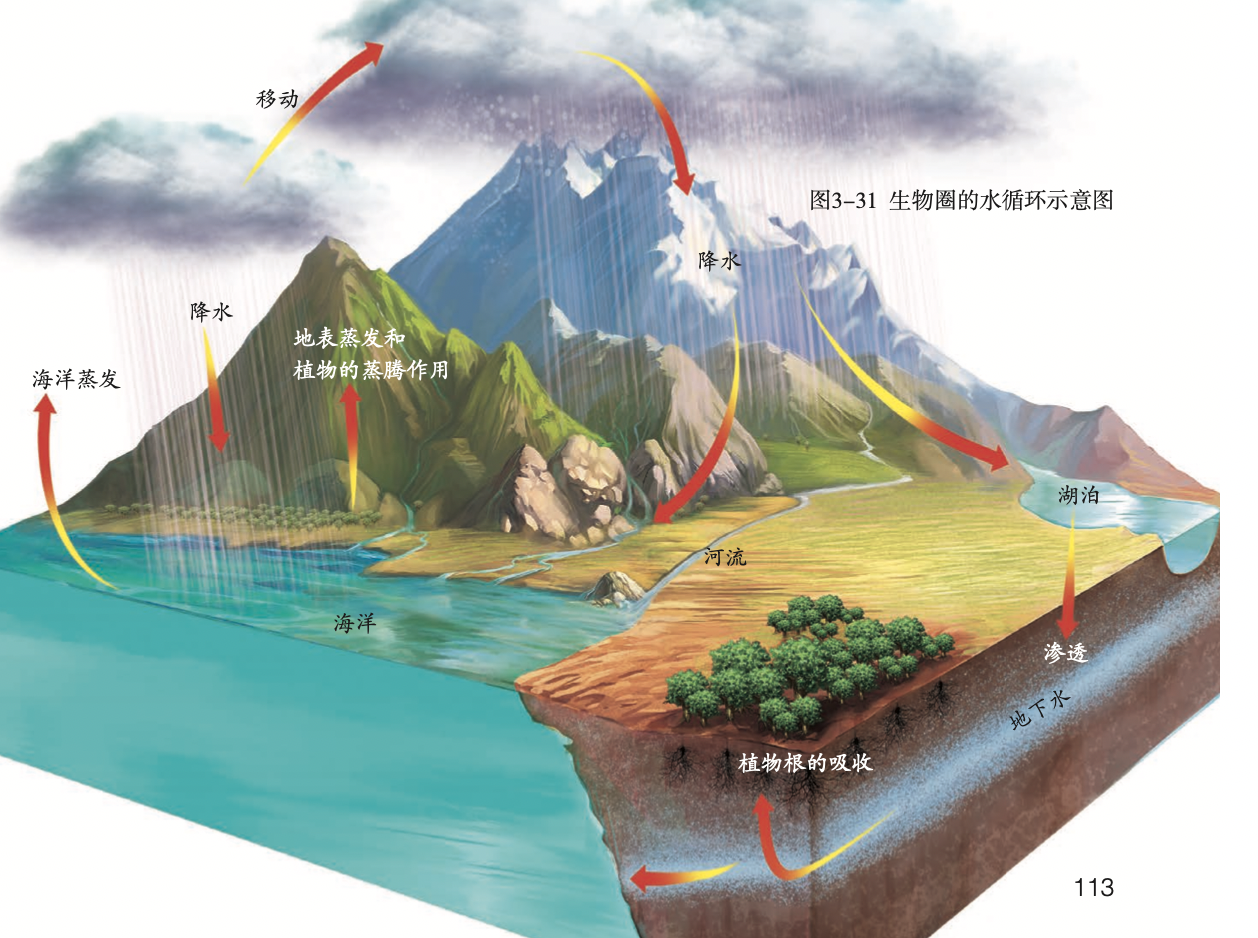 移动
图3-31 生物圈的水循环示意图
降水
降水
地表蒸发和
植物的蒸腾作用
海洋蒸发
湖泊
河流
海洋
渗透
地下水
植物根的吸收
113